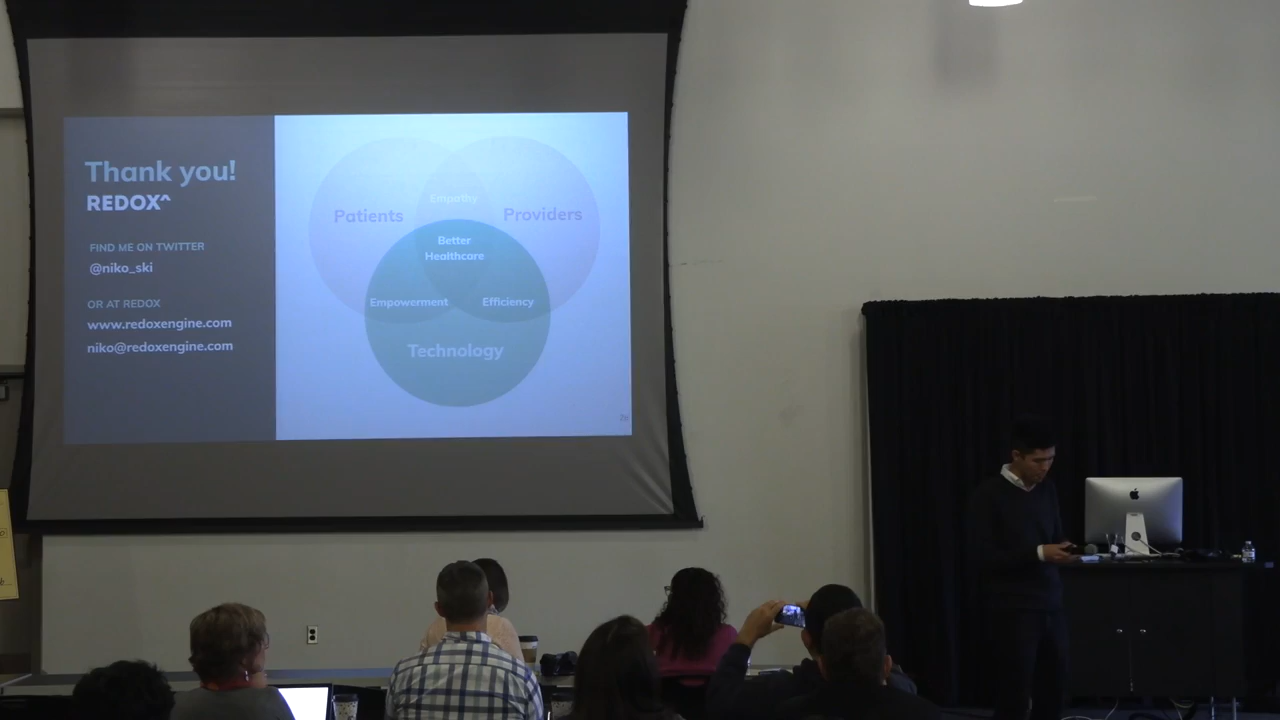 Thank you!
REDOX^
FIND ME ON TWITTER
@niko_ski
OR AT REDOX
www.redoxengine.com
niko@redoxengine.com
Empathy
Patients
Providers
Better
Healthcare
Empowerment
Efficiency
Technology